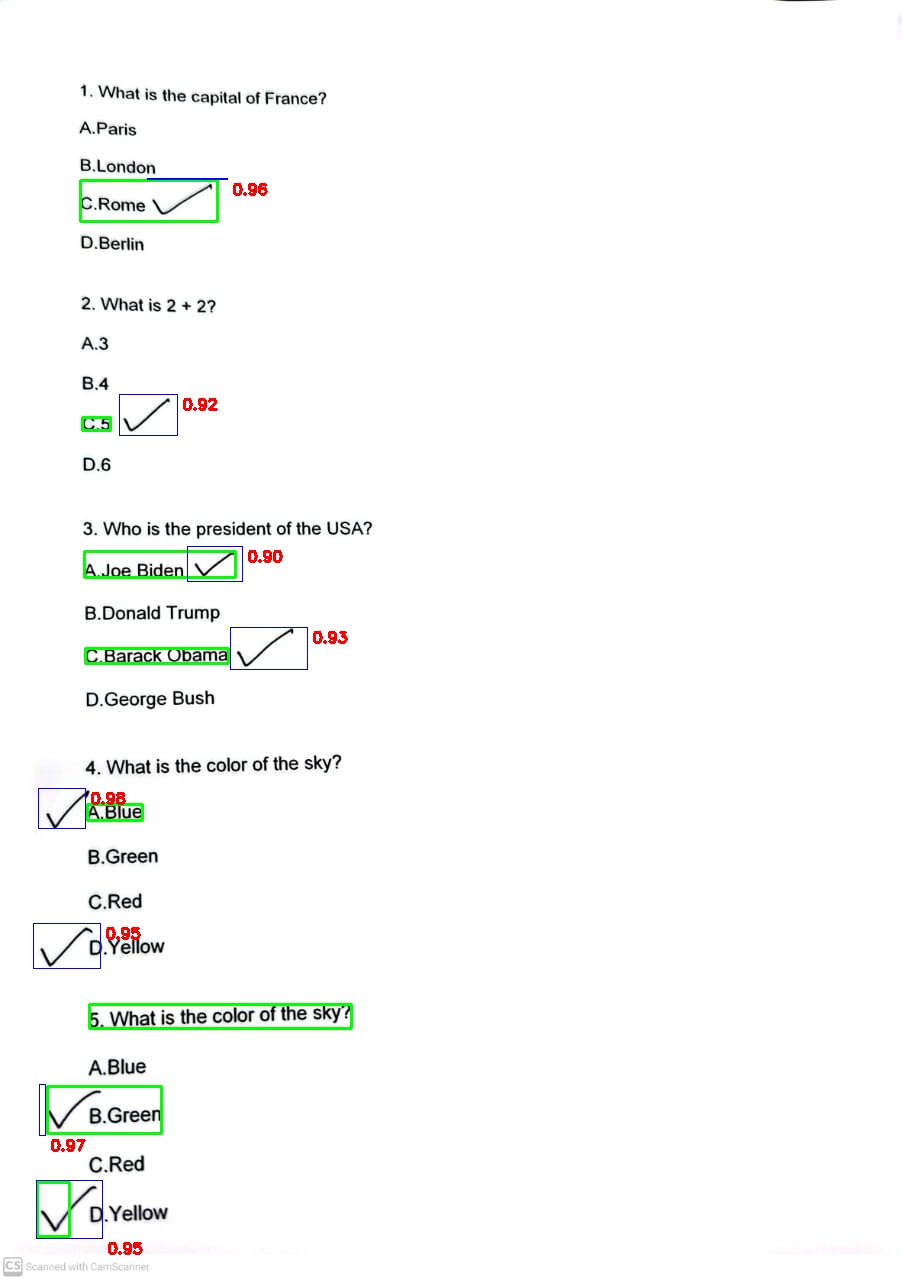 1. What is the capital of France?
A.Paris
B.London
C.Rome
0.96
D.Berlin
2. What is 2 + 2?
A.3
B.4
0.92
C.5
D.6
3. Who is the president of the USA?
0.90
A.Joe Biden
B.Donald Trump
0.93
C.Barack Obama
D.George Bush
4. What is the color of the sky?
0.98
A.Blue
B.Green
C.Red
0.95
D.Yellow
5. What is the color of the sky?
A.Blue
B.Green
0.97
C.Red
D.Yellow
0.95
CS Scanned with CamScanner